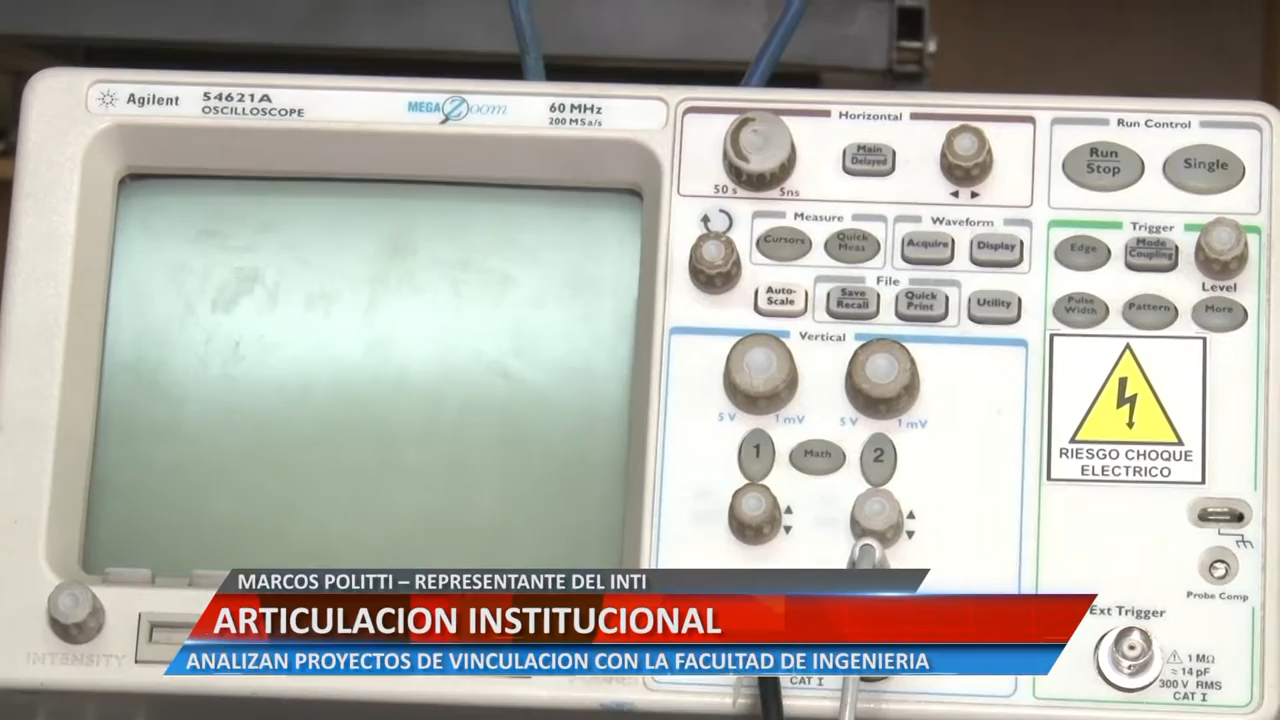 Agilent
54621A
OSCILLOSCOPE
MEGA Zoom
60 MHz
200 MSa/s
Horizontal
Main
Delayed
50 s
5ns
Run Control
Run
Stop
Single
Measure
Cursors
Quick
Meas
Waveform
Acquire
Display
Trigger
Edge
Mode
Coupling
Level
Auto-
Scale
File
Save
Recall
Quick
Print
Utility
Pulse
Width
Pattern
More
Vertical
5 V
1 mV
5 V
1 mV
1
Math
2
RIESGO CHOQUE
ELECTRICO
Probe Comp
Ext Trigger
1 MΩ
≈ 14 pF
300 V RMS
CAT I
INTENSITY
MARCOS POLITTI – REPRESENTANTE DEL INTI
ARTICULACION INSTITUCIONAL
ANALIZAN PROYECTOS DE VINCULACION CON LA FACULTAD DE INGENIERIA
CAT I